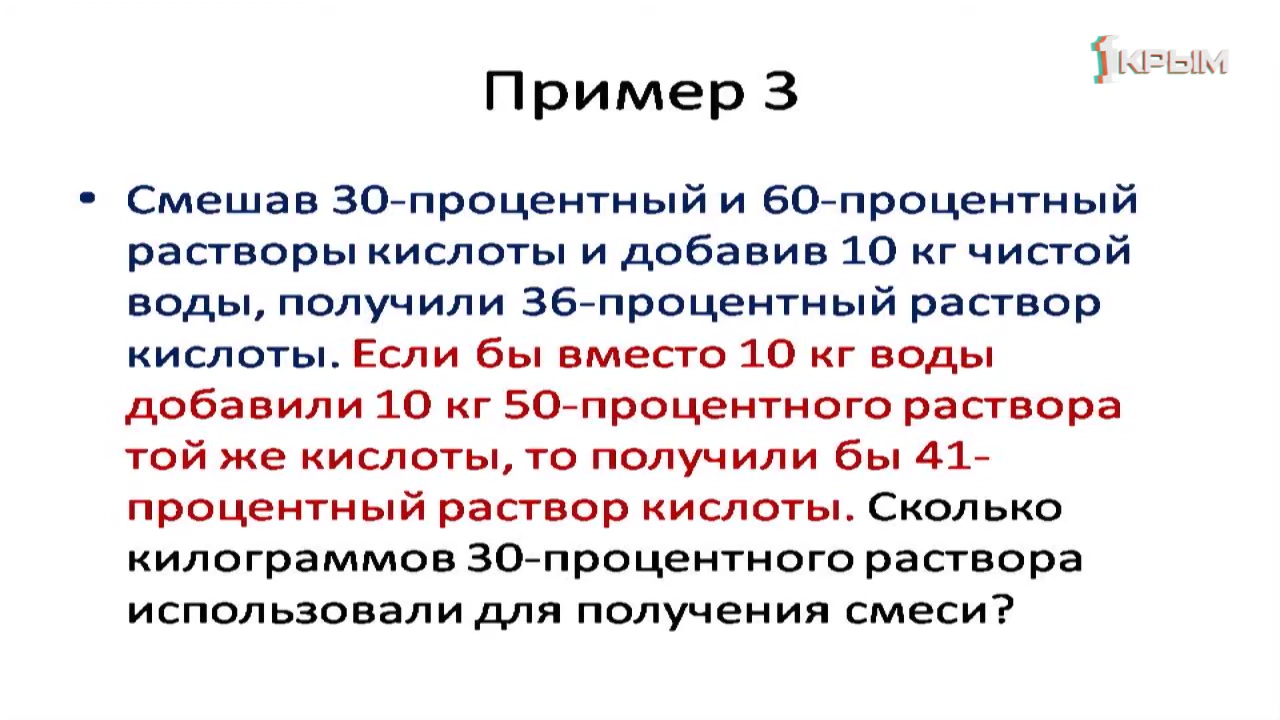 1КРЫМ
Пример 3
• Смешав 30-процентный и 60-процентный
растворы кислоты и добавив 10 кг чистой
воды, получили 36-процентный раствор
кислоты. Если бы вместо 10 кг воды
добавили 10 кг 50-процентного раствора
той же кислоты, то получили бы 41-
процентный раствор кислоты. Сколько
килограммов 30-процентного раствора
использовали для получения смеси?